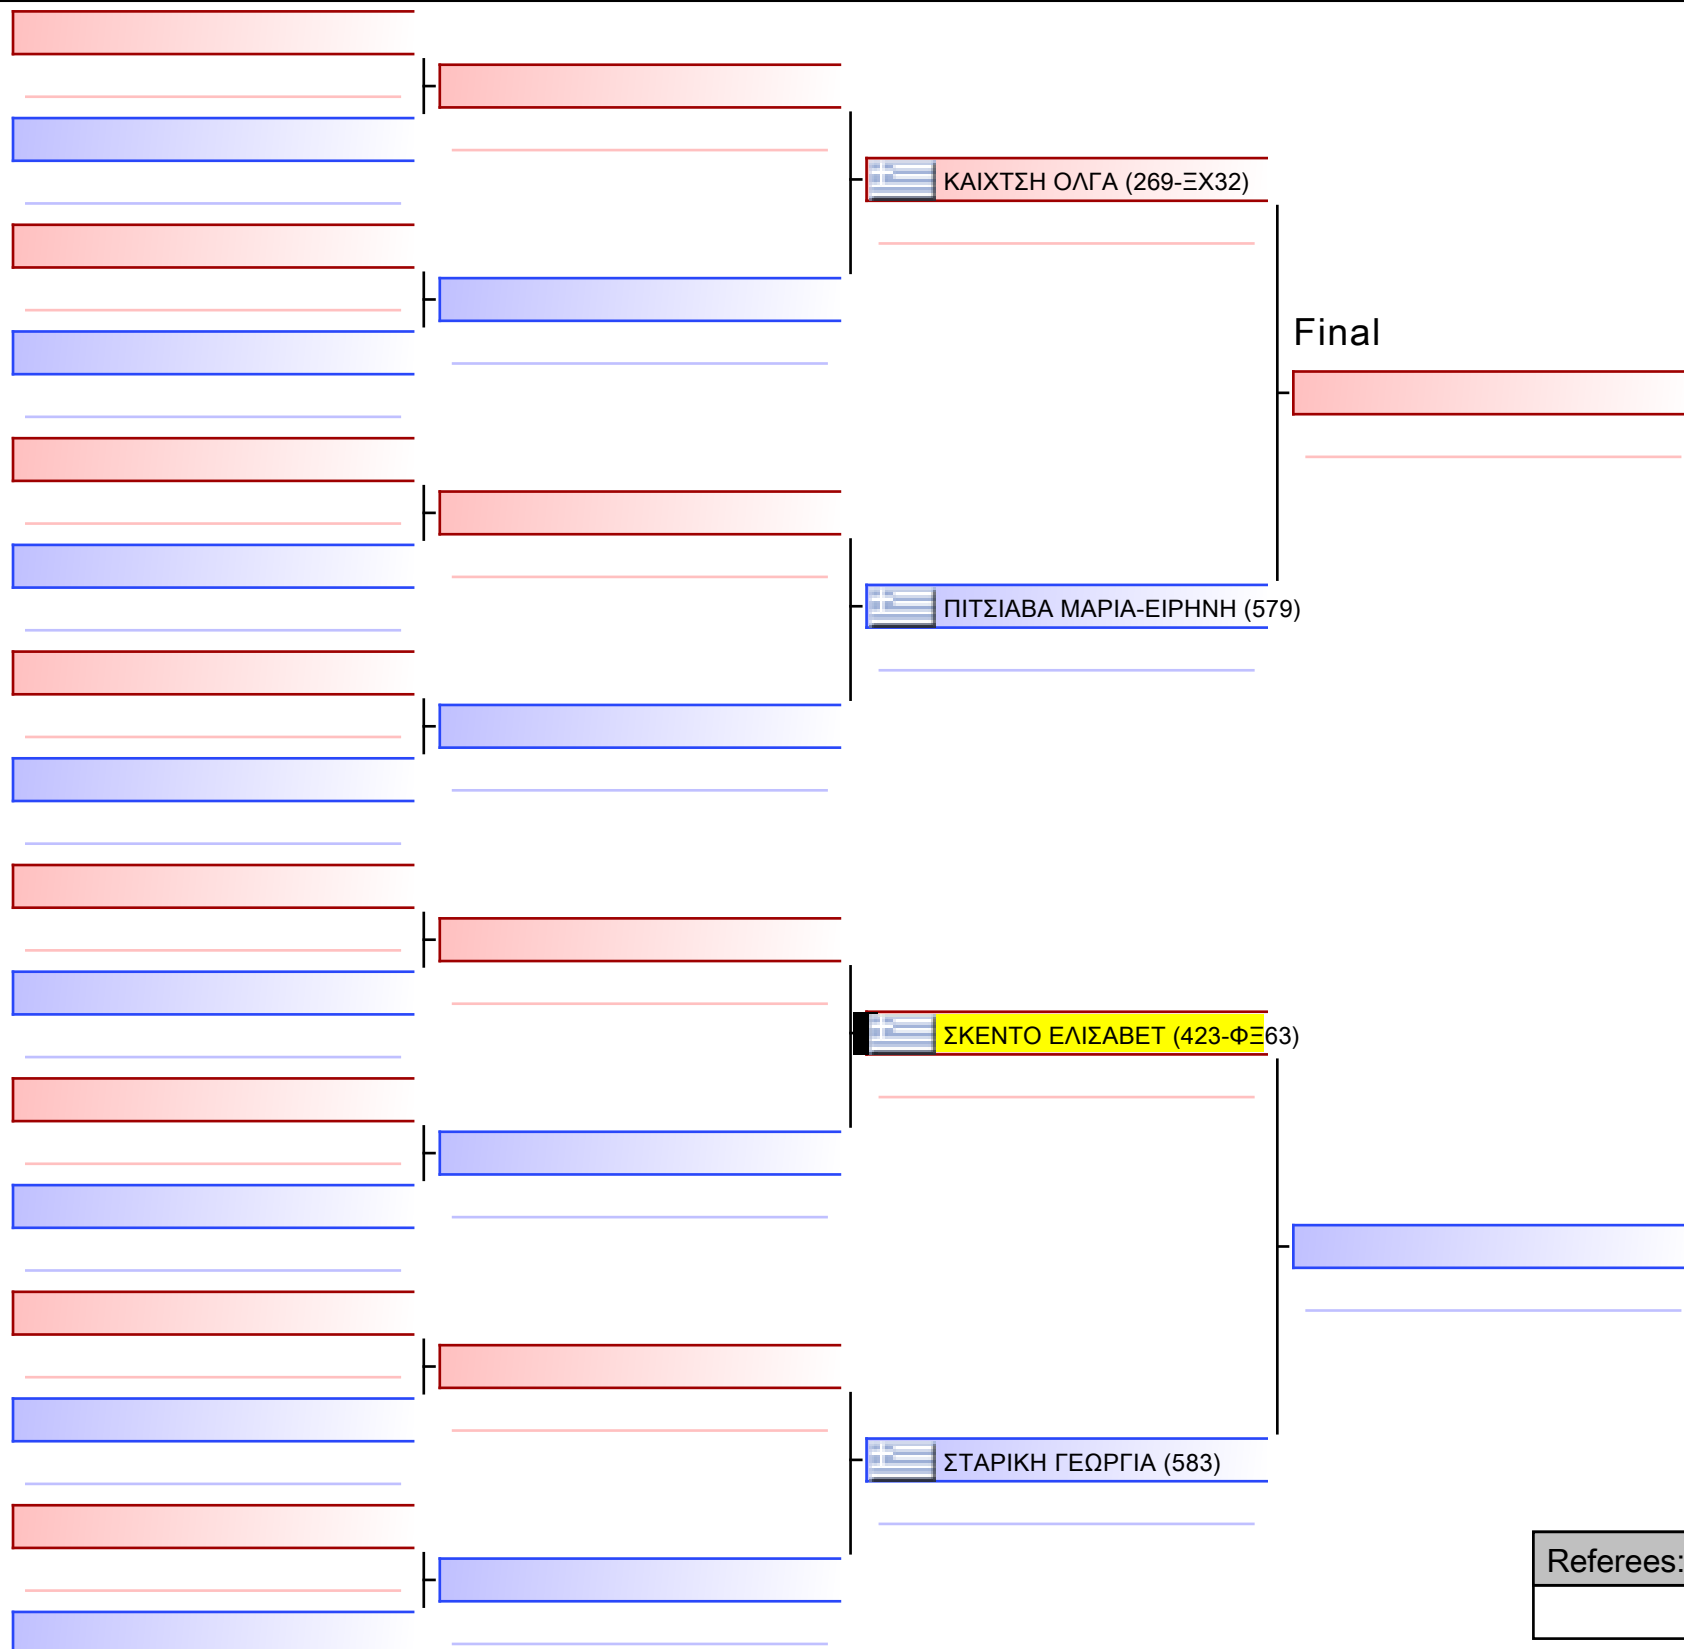 ΚΑΙΧΤΣΗ ΟΛΓΑ (269-ΞΧ32)
Final
ΠΙΤΣΙΑΒΑ ΜΑΡΙΑ-ΕΙΡΗΝΗ (579)
ΣΚΕΝΤΟ ΕΛΙΣΑΒΕΤ (423-ΦΞ63)
ΣΤΑΡΙΚΗ ΓΕΩΡΓΙΑ (583)
Referees: